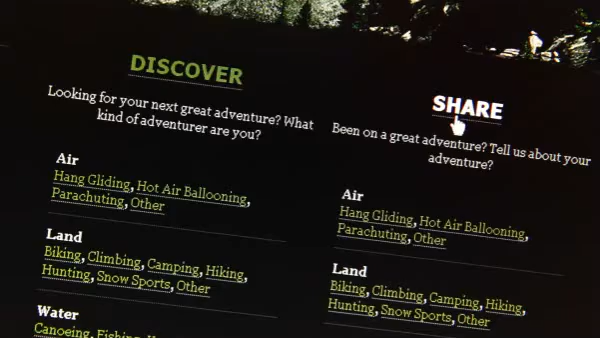 DISCOVER
Looking for your next great adventure? What
kind of adventurer are you?
Air
Hang Gliding, Hot Air Ballooning,
Parachuting, Other
Land
Biking, Climbing, Camping, Hiking,
Hunting, Snow Sports, Other
Water
Canoeing, Fishing,
SHARE
Been on a great adventure? Tell us about your
adventure?
Air
Hang Gliding, Hot Air Ballooning,
Parachuting, Other
Land
Biking, Climbing, Camping, Hiking,
Hunting, Snow Sports, Other